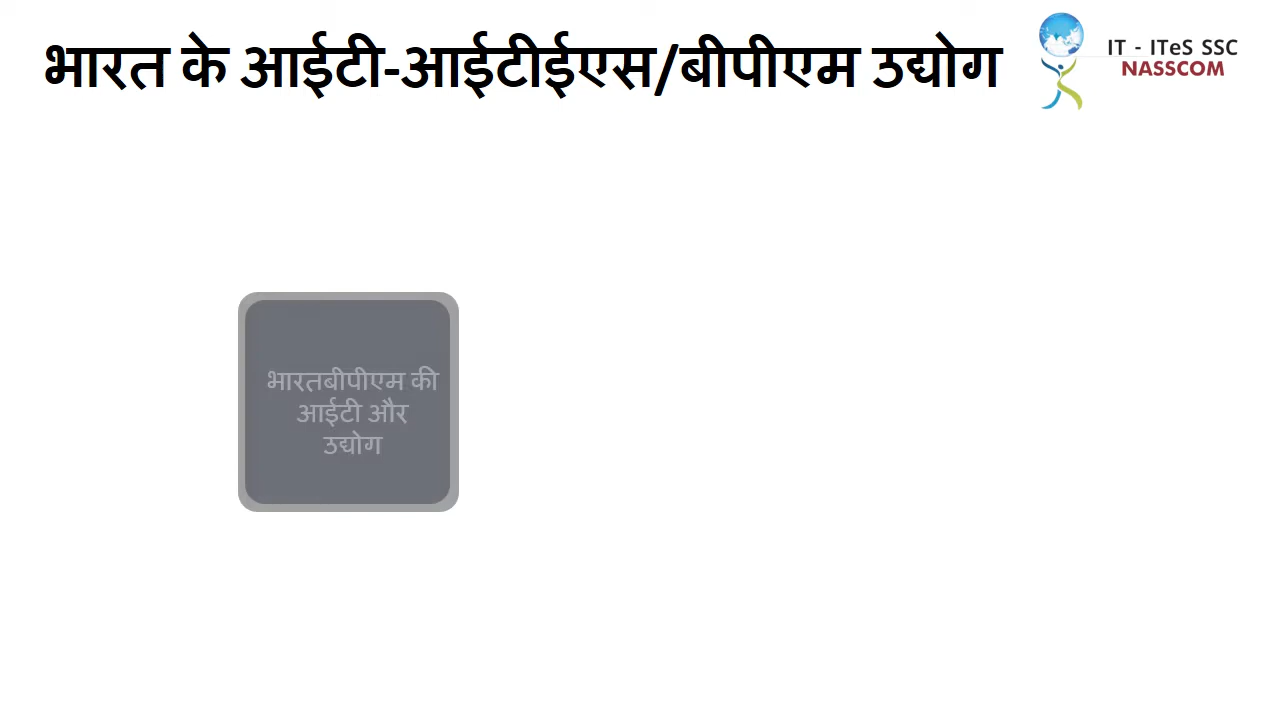 भारत के आईटी-आईटीईएस/बीपीएम उद्योग
IT - ITeS SSC
NASSCOM
भारतबीपीएम की
आईटी और
उद्योग